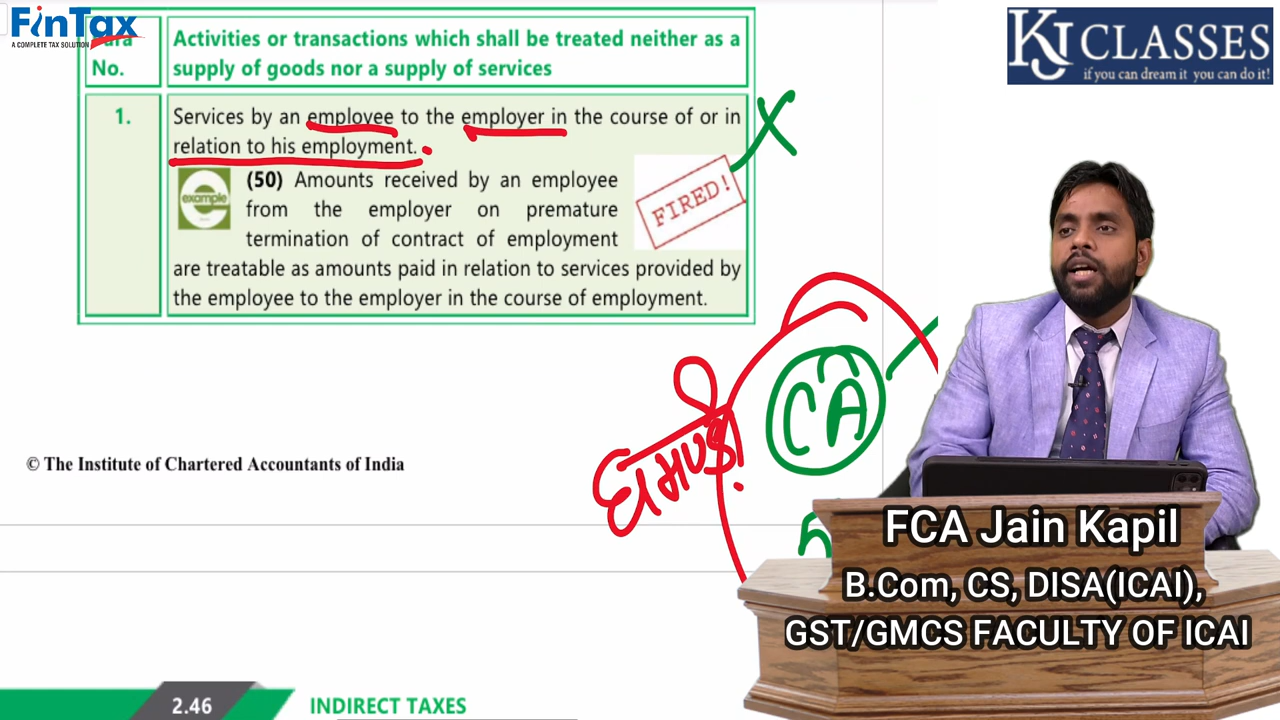 FinTax
A COMPLETE TAX SOLUTION
Para
No.
Activities or transactions which shall be treated neither as a
supply of goods nor a supply of services
1.
Services by an employee to the employer in the course of or in
relation to his employment.
example
(50) Amounts received by an employee
from the employer on premature
termination of contract of employment
are treatable as amounts paid in relation to services provided by
the employee to the employer in the course of employment.
FIRED!
X
CA
घमण्डी
© The Institute of Chartered Accountants of India
2.46
INDIRECT TAXES
KJ CLASSES
if you can dream it you can do it!
FCA Jain Kapil
B.Com, CS, DISA(ICAI),
GST/GMCS FACULTY OF ICAI